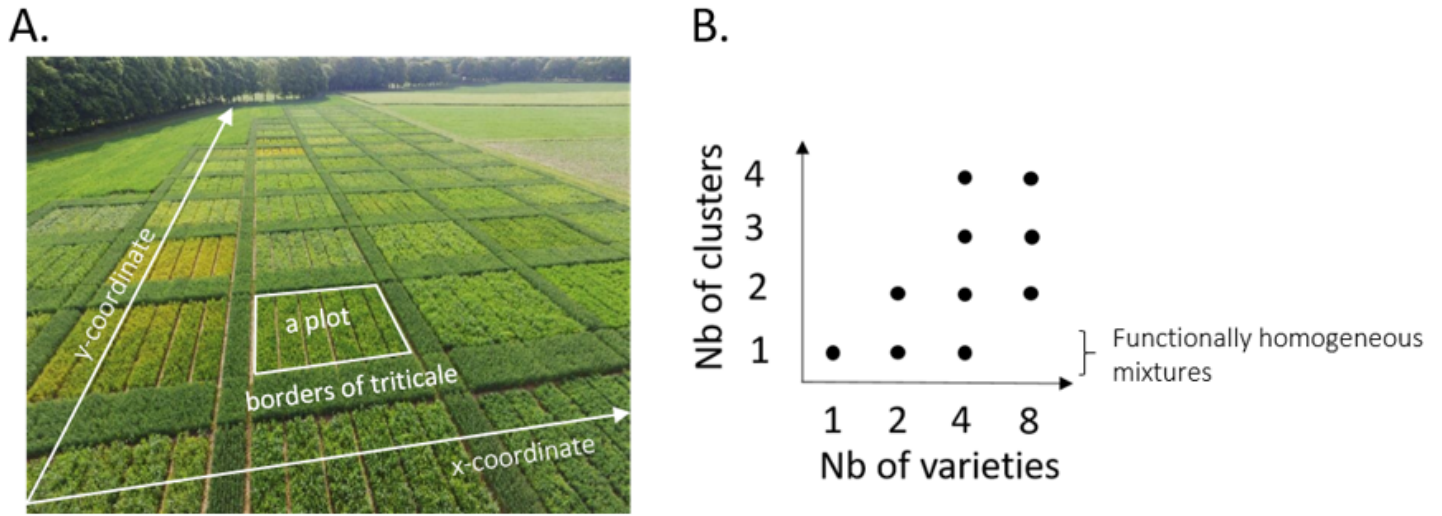 A.
y-coordinate
a plot
borders of triticale
x-coordinate
B.
Nb of clusters
4
3
2
1
Functionally homogeneous
mixtures
1 2 4 8
Nb of varieties